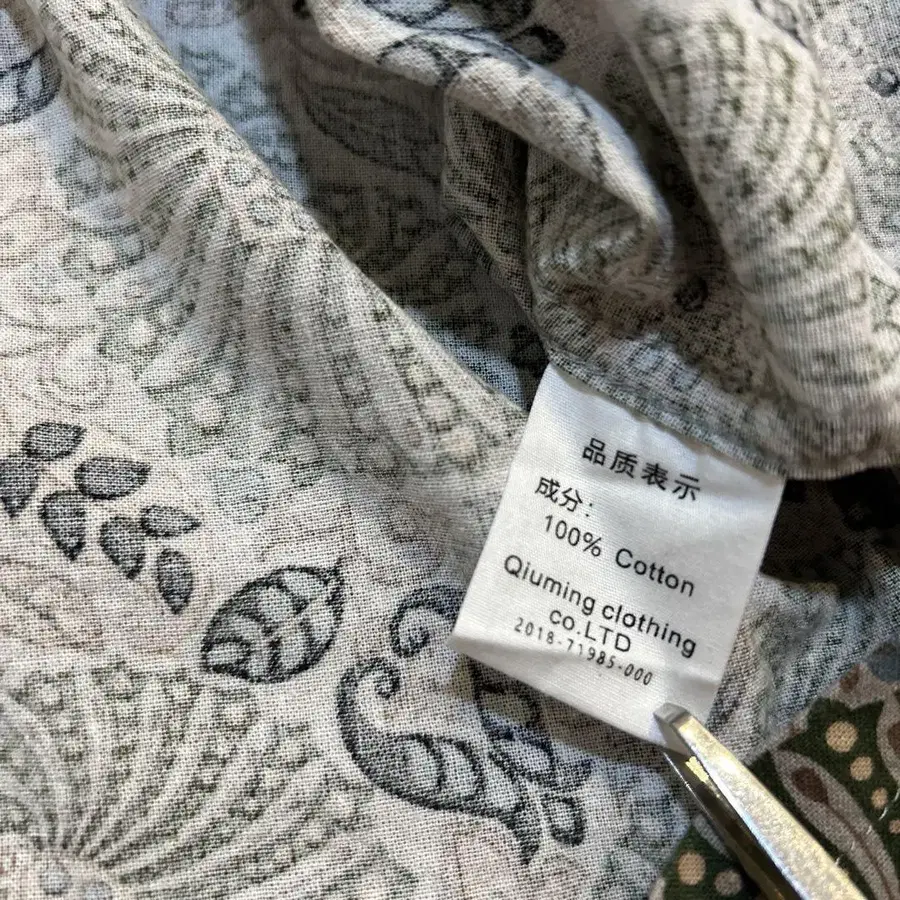 品质表示
成分:
100% Cotton
Qiuming clothing
co.LTD
2018-71985-000